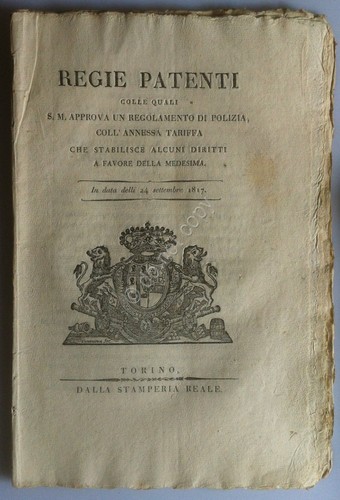 REGIE PATENTI
COLLE QUALI
S. M. APPROVA UN REGOLAMENTO DI POLIZIA,
COLL' ANNESSA TARIFFA
CHE STABILISCE ALCUNI DIRITTI
A FAVORE DELLA MEDESIMA.
In data delli 24 settembre 1817.
TORINO,
DALLA STAMPERIA REALE.